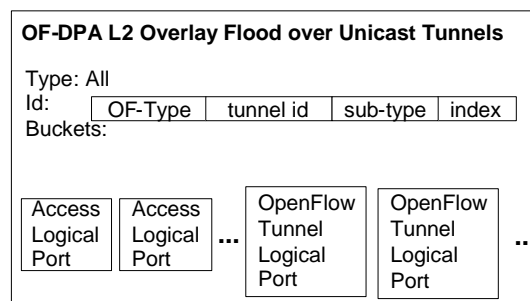 OF-DPA L2 Overlay Flood over Unicast Tunnels
Type: All
Id: OF-Type tunnel id sub-type index
Buckets:
Access Logical Port
Access Logical Port
...
OpenFlow Tunnel Logical Port
OpenFlow Tunnel Logical Port
..